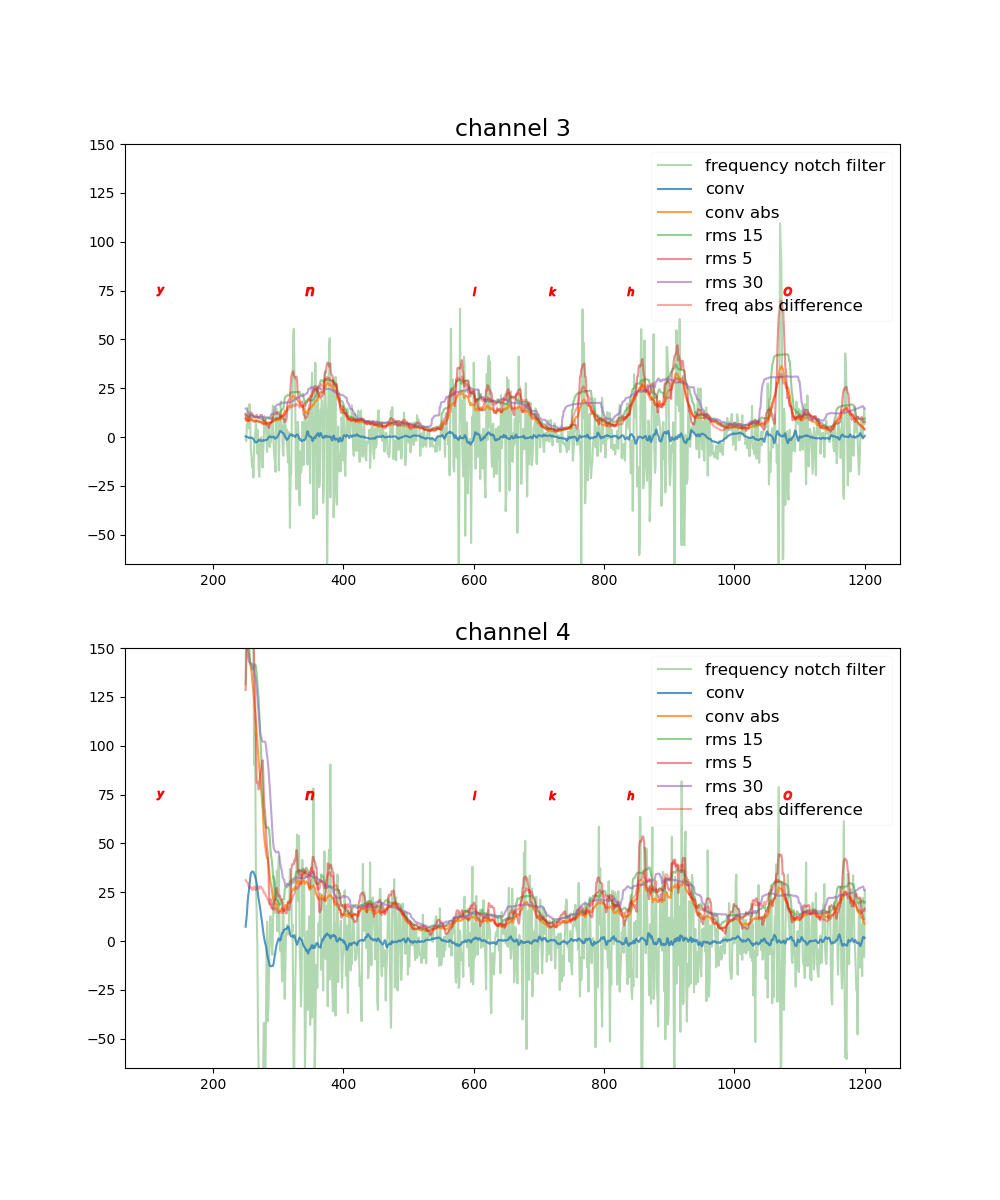 channel 3
150
125
100
75
50
25
0
−25
−50
frequency notch filter
conv
conv abs
rms 15
rms 5
rms 30
freq abs difference
y n l k h o
200 400 600 800 1000 1200
channel 4
150
125
100
75
50
25
0
−25
−50
frequency notch filter
conv
conv abs
rms 15
rms 5
rms 30
freq abs difference
y n l k h o
200 400 600 800 1000 1200